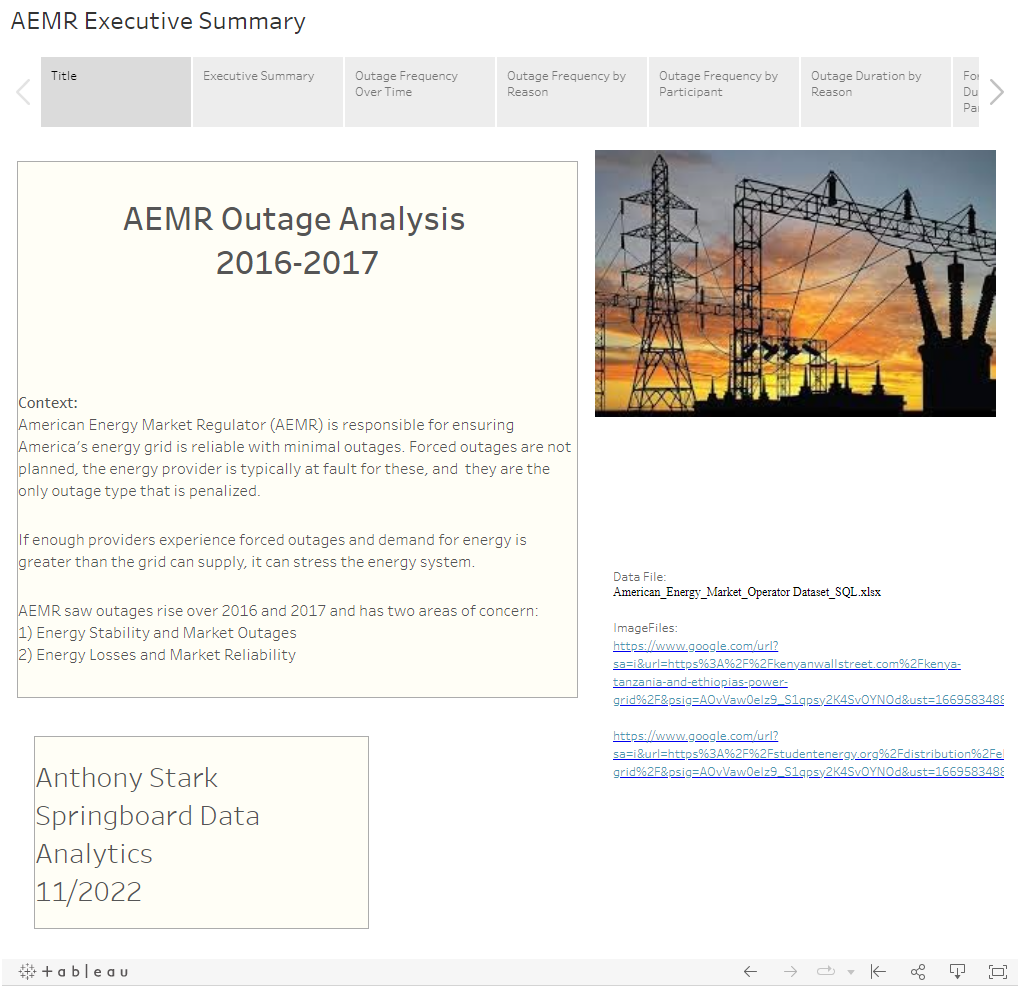 AEMR Executive Summary
Title
Executive Summary
Outage Frequency
Over Time
Outage Frequency by
Reason
Outage Frequency by
Participant
Outage Duration by
Reason
For
Du
Pa
AEMR Outage Analysis
2016-2017
Context:
American Energy Market Regulator (AEMR) is responsible for ensuring
America's energy grid is reliable with minimal outages. Forced outages are not
planned, the energy provider is typically at fault for these, and  they are the
only outage type that is penalized.
If enough providers experience forced outages and demand for energy is
greater than the grid can supply, it can stress the energy system.
AEMR saw outages rise over 2016 and 2017 and has two areas of concern:
1) Energy Stability and Market Outages
2) Energy Losses and Market Reliability
Anthony Stark
Springboard Data
Analytics
11/2022
Data File:
American_Energy_Market_Operator Dataset_SQL.xlsx
ImageFiles:
https://www.google.com/url?
sa=i&url=https%3A%2F%2Fkenyanwallstreet.com%2Fkenya-
tanzania-and-ethiopias-power-
grid%2F&psig=AOvVaw0elz9_S1qpsy2K4SvOYNOd&ust=1669583488
https://www.google.com/url?
sa=i&url=https%3A%2F%2Fstudentenergy.org%2Fdistribution%2Fel
grid%2F&psig=AOvVaw0elz9_S1qpsy2K4SvOYNOd&ust=1669583488
+ableau